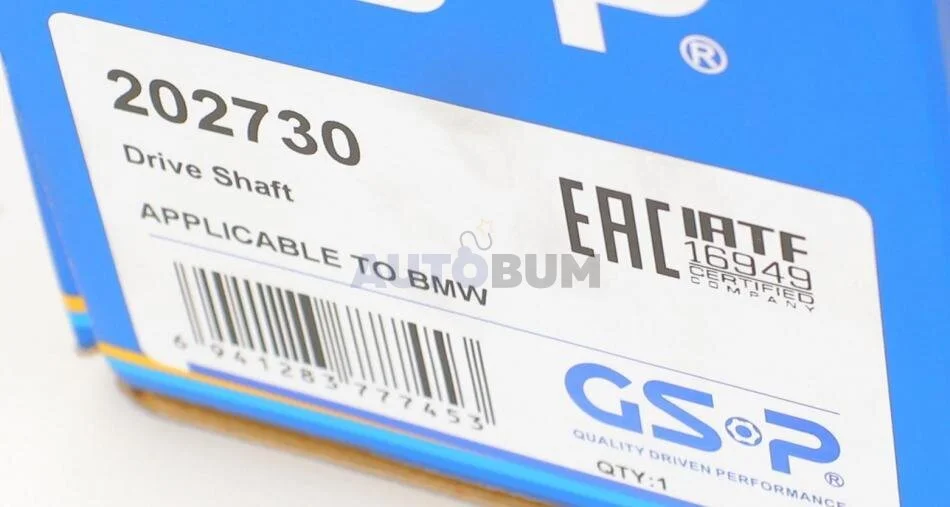 SP®
202730
Drive Shaft
APPLICABLE TO BMW
AUTOBUM
EAC
IATF
16949
CERTIFIED
COMPANY
6 941283 777453
GSP®
QUALITY DRIVEN PERFORMANCE
QTY:1